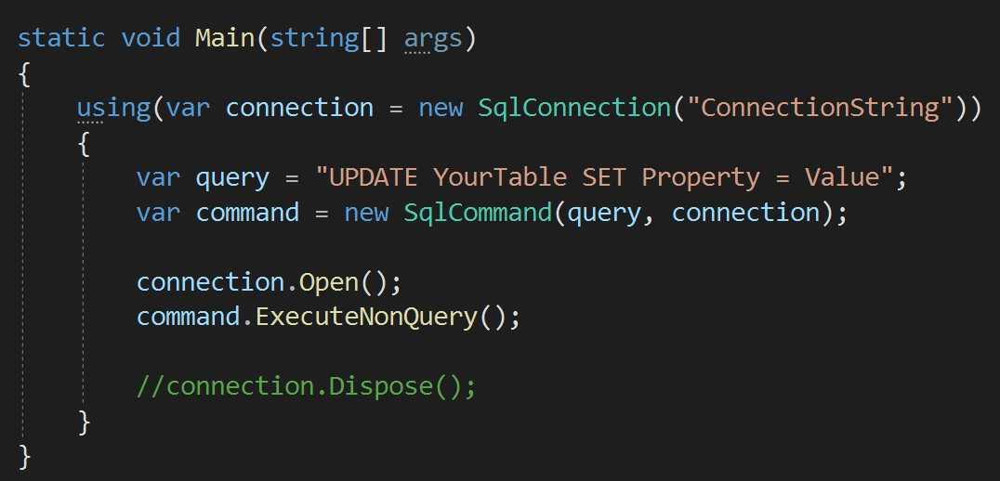 static void Main(string[] args)
{
using(var connection = new SqlConnection("ConnectionString"))
{
var query = "UPDATE YourTable SET Property = Value";
var command = new SqlCommand(query, connection);
connection.Open();
command.ExecuteNonQuery();
//connection.Dispose();
}
}